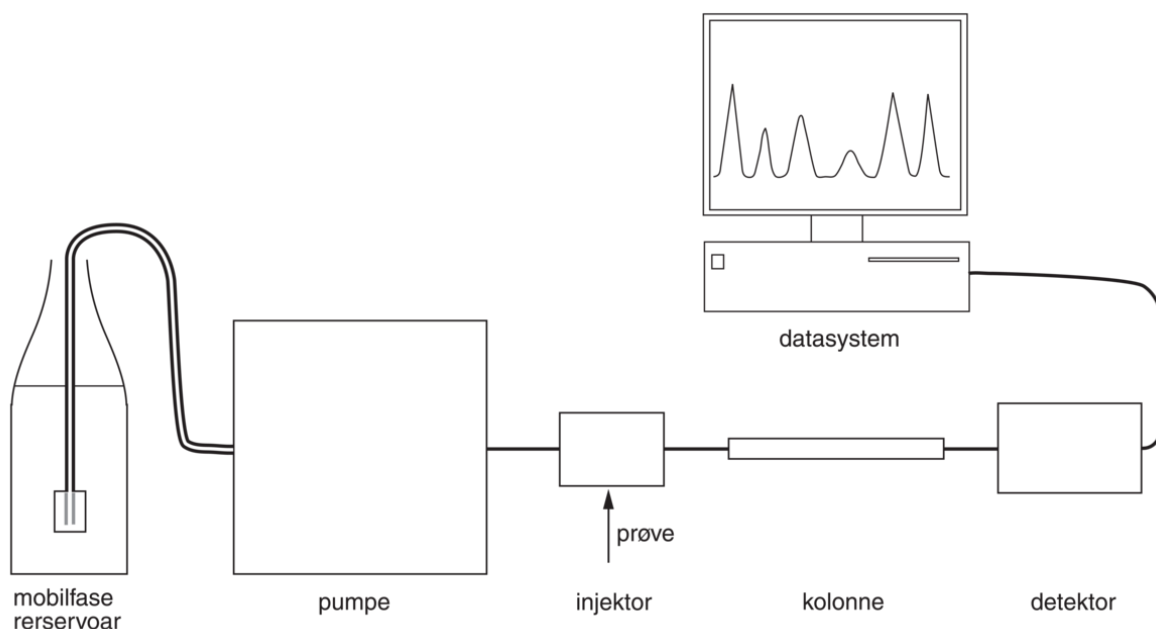 datasystem
prøve
mobilfase
rerservoar
pumpe
injektor
kolonne
detektor